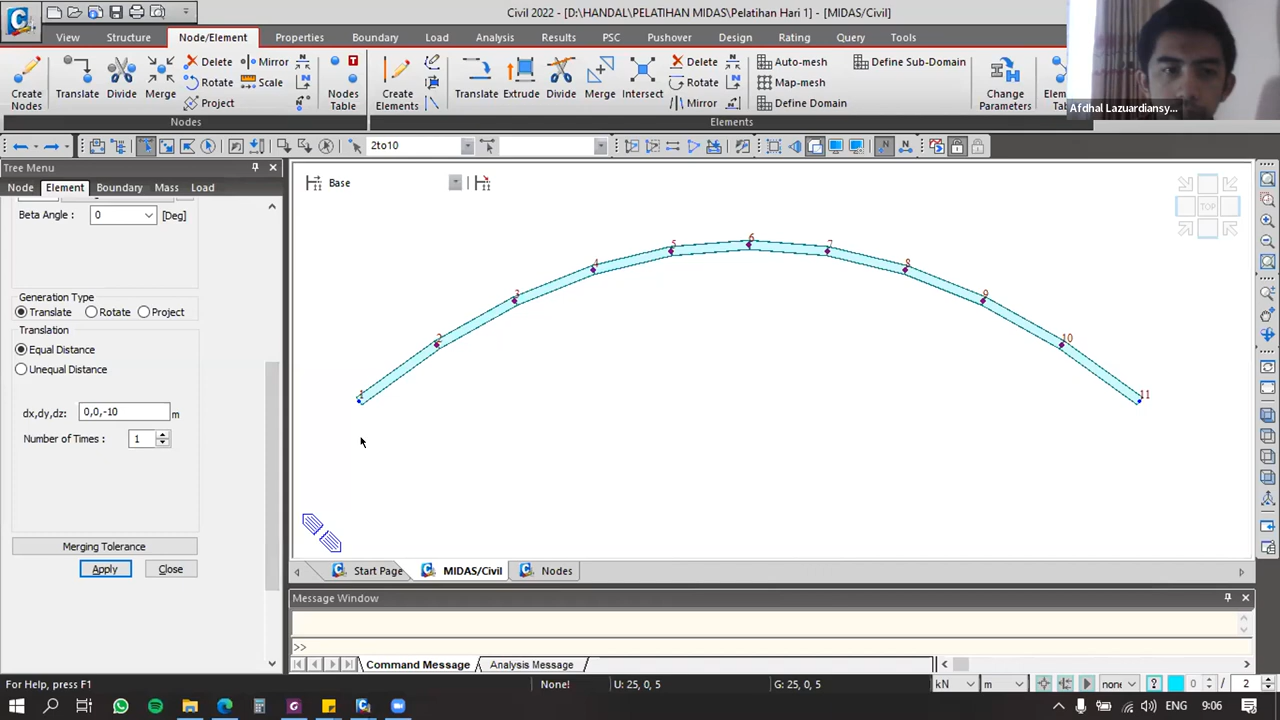 Civil 2022 - [D:\HANDAL\PELATIHAN MIDAS\Pelatihan Hari 1] - [MIDAS/Civil]
View Structure Node/Element Properties Boundary Load Analysis Results PSC Pushover Design Rating Query Tools
Create Nodes
Translate
Divide
Merge
Delete
Rotate
Project
Mirror
Scale
Nodes Table
Create Elements
Translate
Extrude
Divide
Merge
Intersect
Delete
Rotate
Mirror
Auto-mesh
Map-mesh
Define Domain
Define Sub-Domain
Change Parameters
Nodes
Elements
Afdhal Lazuardiansy...
2to10
Tree Menu
Node Element Boundary Mass Load
Beta Angle : 0 [Deg]
Generation Type
Translate Rotate Project
Translation
Equal Distance
Unequal Distance
dx,dy,dz: 0,0,-10 m
Number of Times : 1
Merging Tolerance
Apply Close
Base
TOP
1
2
3
4
5
6
7
8
9
10
11
Start Page MIDAS/Civil Nodes
Message Window
>>
Command Message Analysis Message
For Help, press F1 None! U: 25, 0, 5 G: 25, 0, 5 kN m none 0 / 2
ENG 9:06